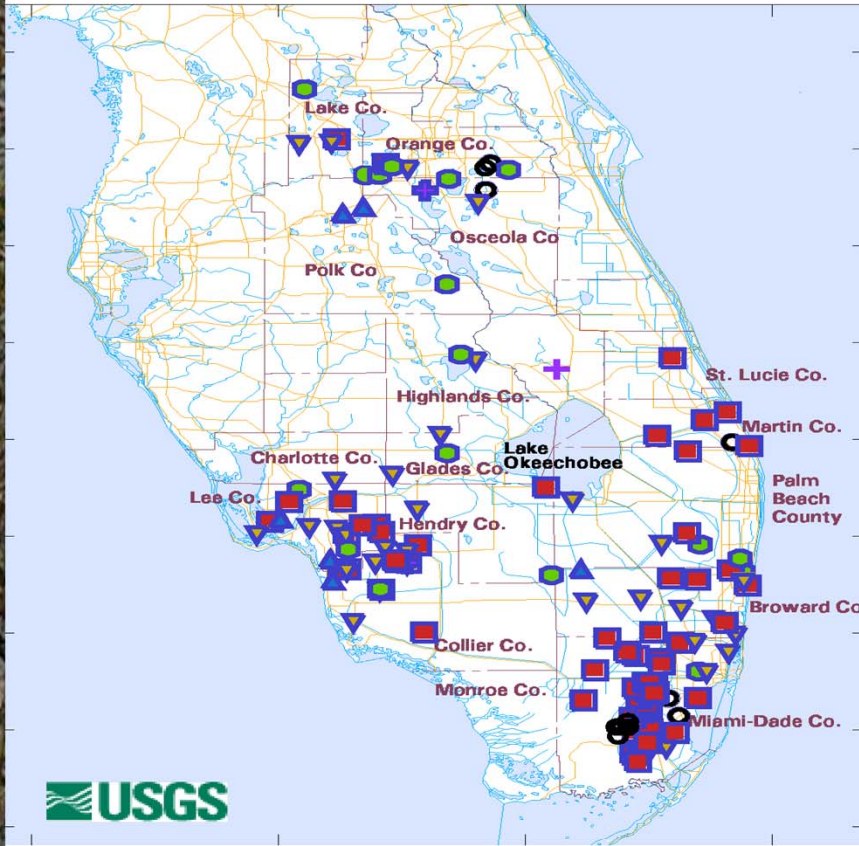 Lake Co.
Orange Co.
Osceola Co
Polk Co
St. Lucie Co.
Highlands Co.
Martin Co.
Lake
Okeechobee
Charlotte Co.
Glades Co.
Palm
Beach
County
Lee Co.
Hendry Co.
Broward Co
Collier Co.
Monroe Co.
Miami-Dade Co.
USGS